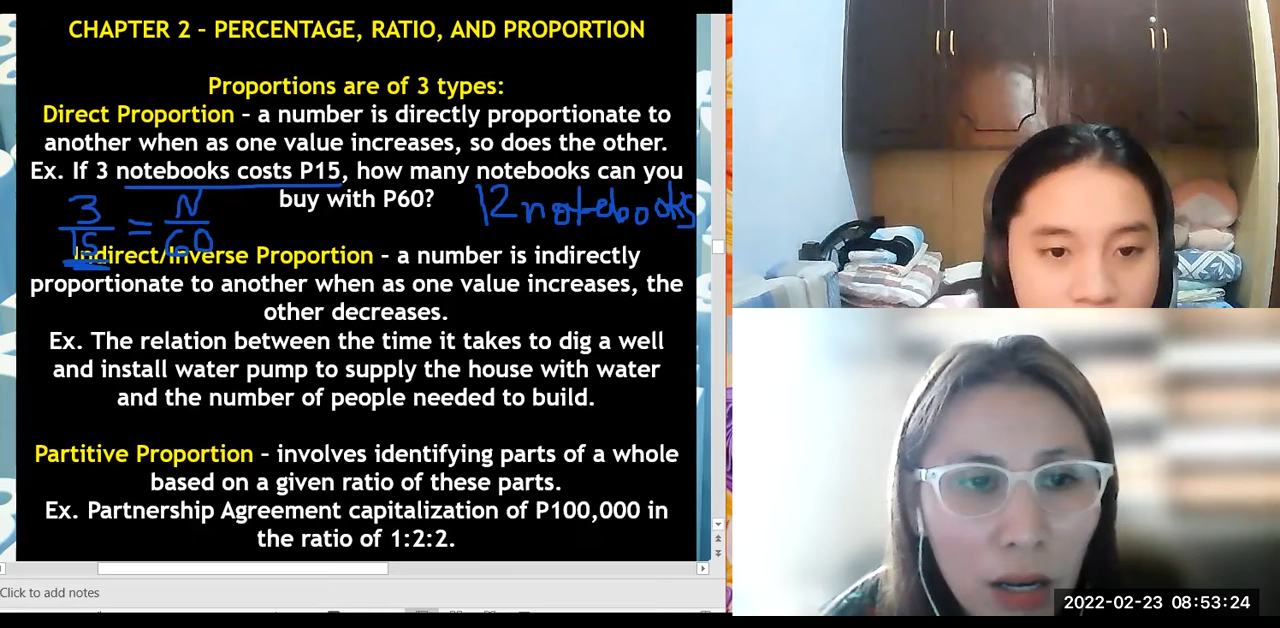 CHAPTER 2 – PERCENTAGE, RATIO, AND PROPORTION
Proportions are of 3 types:
Direct Proportion – a number is directly proportionate to
another when as one value increases, so does the other.
Ex. If 3 notebooks costs P15, how many notebooks can you
buy with P60?
12 notebooks
3/15 = N/60
Indirect/Inverse Proportion – a number is indirectly
proportionate to another when as one value increases, the
other decreases.
Ex. The relation between the time it takes to dig a well
and install water pump to supply the house with water
and the number of people needed to build.
Partitive Proportion – involves identifying parts of a whole
based on a given ratio of these parts.
Ex. Partnership Agreement capitalization of P100,000 in
the ratio of 1:2:2.
Click to add notes
2022-02-23 08:53:24